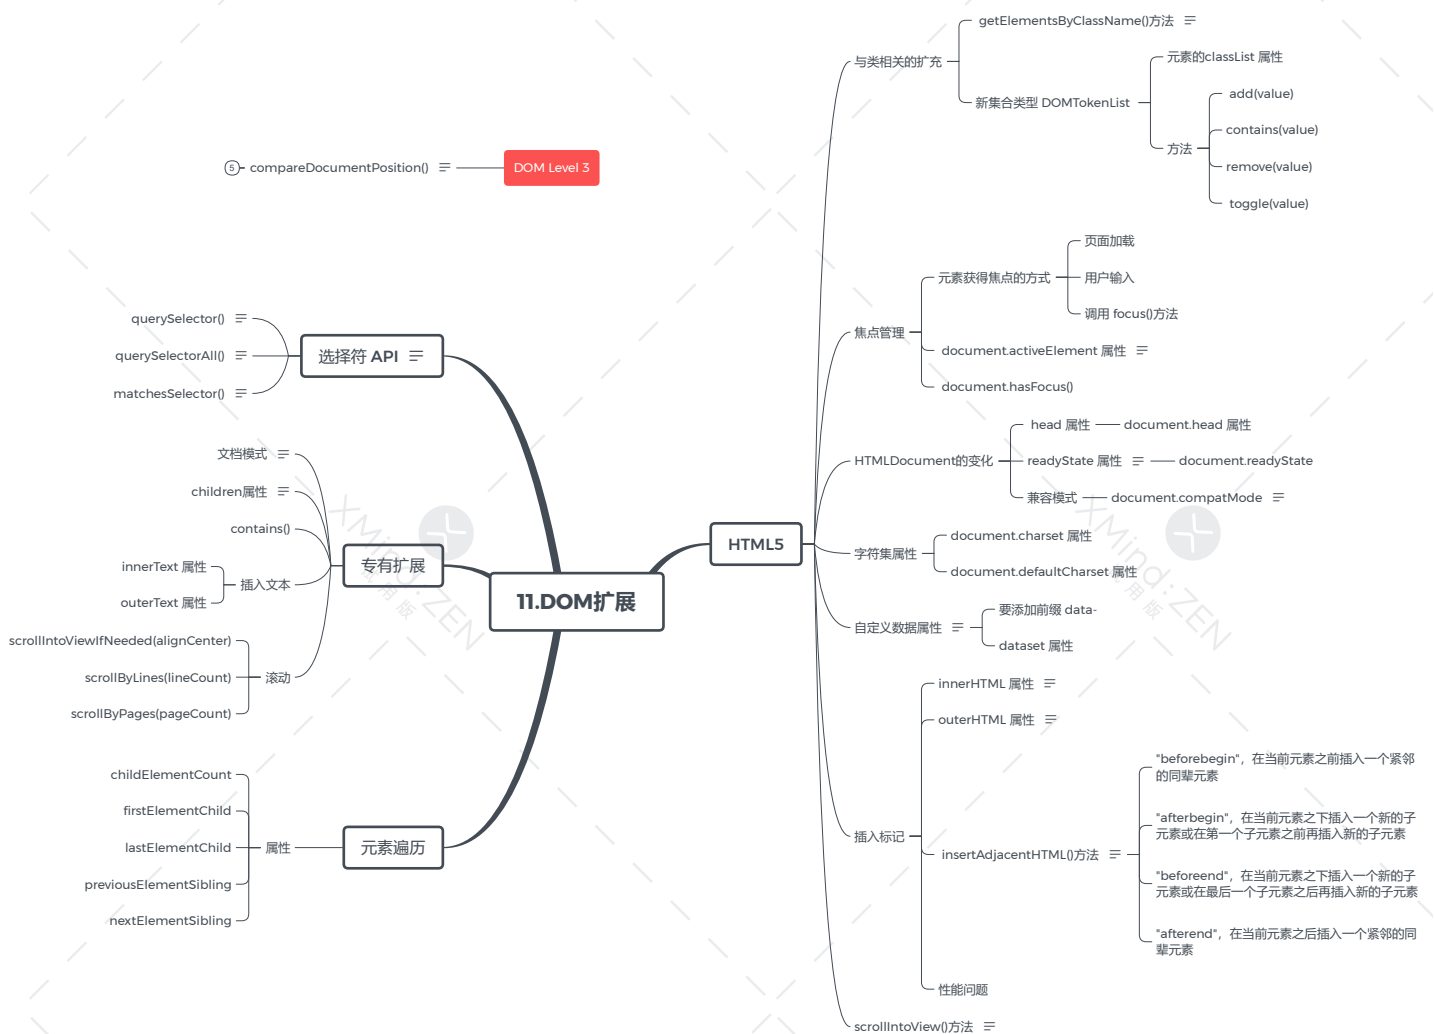 11.DOM扩展
DOM Level 3
compareDocumentPosition()
5
选择符 API
querySelector()
querySelectorAll()
matchesSelector()
专有扩展
文档模式
children属性
contains()
插入文本
innerText 属性
outerText 属性
滚动
scrollIntoViewIfNeeded(alignCenter)
scrollByLines(lineCount)
scrollByPages(pageCount)
元素遍历
属性
childElementCount
firstElementChild
lastElementChild
previousElementSibling
nextElementSibling
HTML5
与类相关的扩充
getElementsByClassName()方法
新集合类型 DOMTokenList
元素的classList 属性
方法
add(value)
contains(value)
remove(value)
toggle(value)
焦点管理
元素获得焦点的方式
页面加载
用户输入
调用 focus()方法
document.activeElement 属性
document.hasFocus()
HTMLDocument的变化
head 属性
document.head 属性
readyState 属性
document.readyState
兼容模式
document.compatMode
字符集属性
document.charset 属性
document.defaultCharset 属性
自定义数据属性
要添加前缀 data-
dataset 属性
插入标记
innerHTML 属性
outerHTML 属性
insertAdjacentHTML()方法
"beforebegin"，在当前元素之前插入一个紧邻
的同辈元素
"afterbegin"，在当前元素之下插入一个新的子
元素或在第一个子元素之前再插入新的子元素
"beforeend"，在当前元素之下插入一个新的子
元素或在最后一个子元素之后再插入新的子元素
"afterend"，在当前元素之后插入一个紧邻的同
辈元素
性能问题
scrollIntoView()方法
XMind:ZEN
试用版
XMind:ZEN
试用版